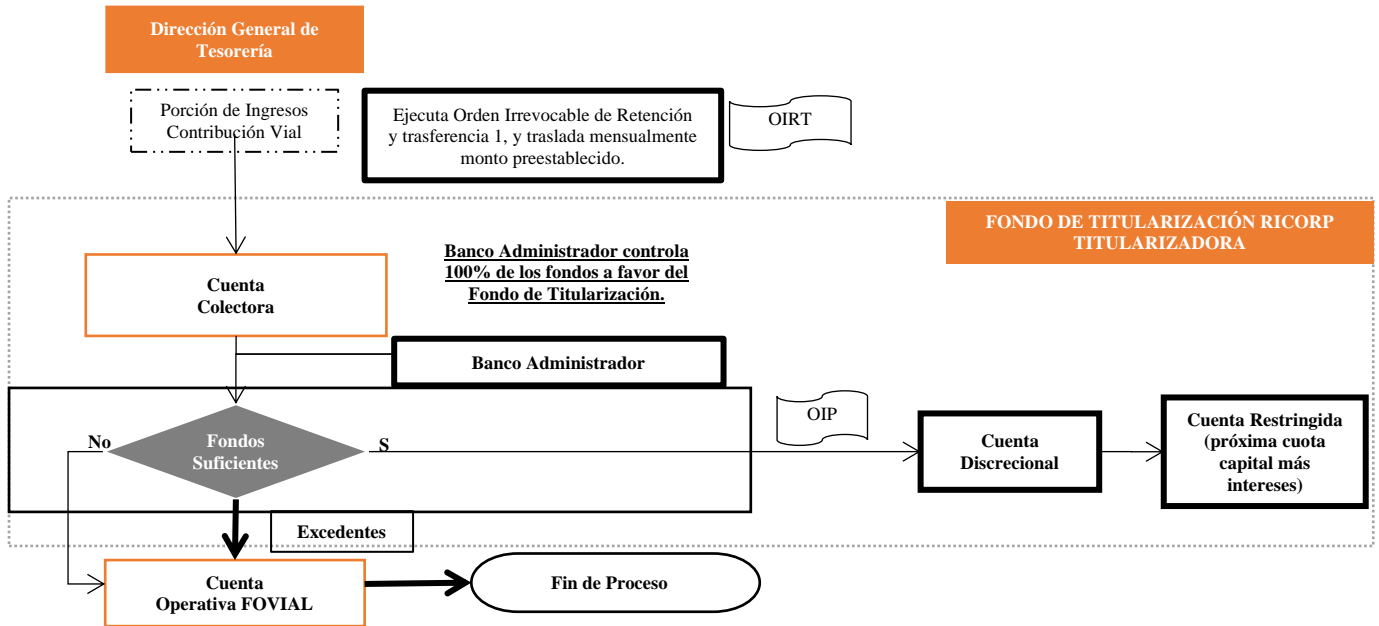 Dirección General de
Tesorería
Porción de Ingresos
Contribución Vial
Ejecuta Orden Irrevocable de Retención
y trasferencia 1, y traslada mensualmente
monto preestablecido.
OIRT
FONDO DE TITULARIZACIÓN RICORP
TITULARIZADORA
Banco Administrador controla
100% de los fondos a favor del
Fondo de Titularización.
Cuenta
Colectora
Banco Administrador
No
Fondos
Suficientes
S
OIP
Cuenta
Discrecional
Cuenta Restringida
(próxima cuota
capital más
intereses)
Excedentes
Cuenta
Operativa FOVIAL
Fin de Proceso